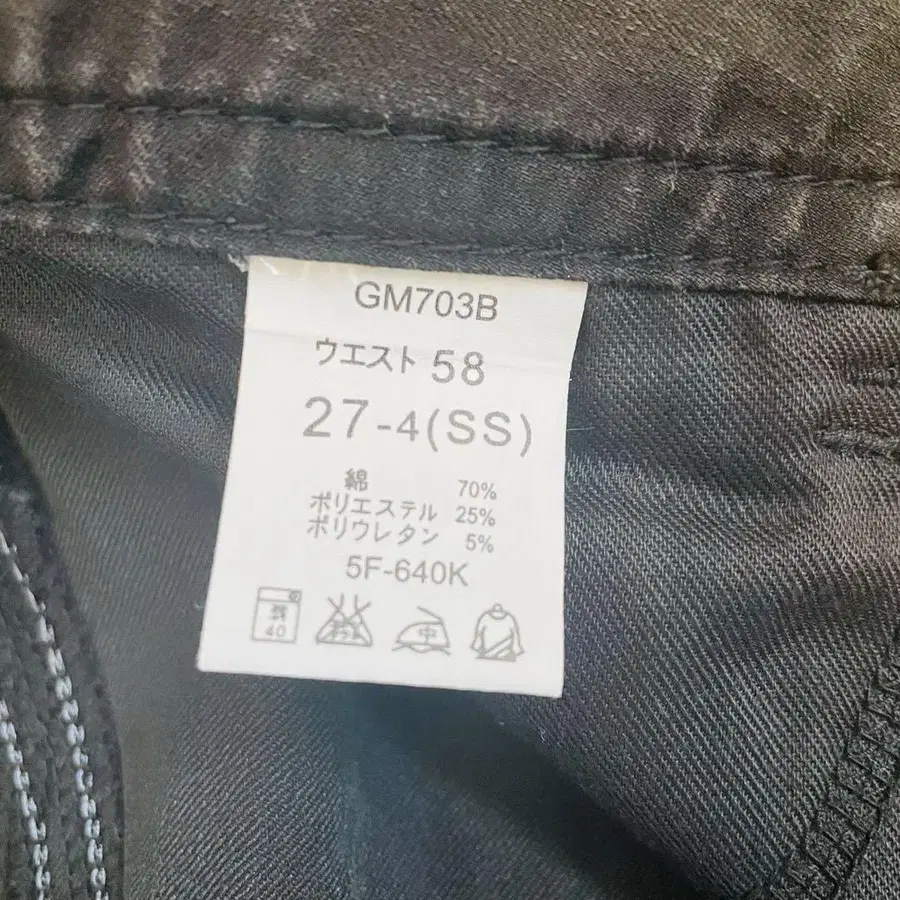 GM703B
ウエスト 58
27-4(SS)
綿 70%
ポリエステル 25%
ポリウレタン 5%
5F-640K
弱 中
40